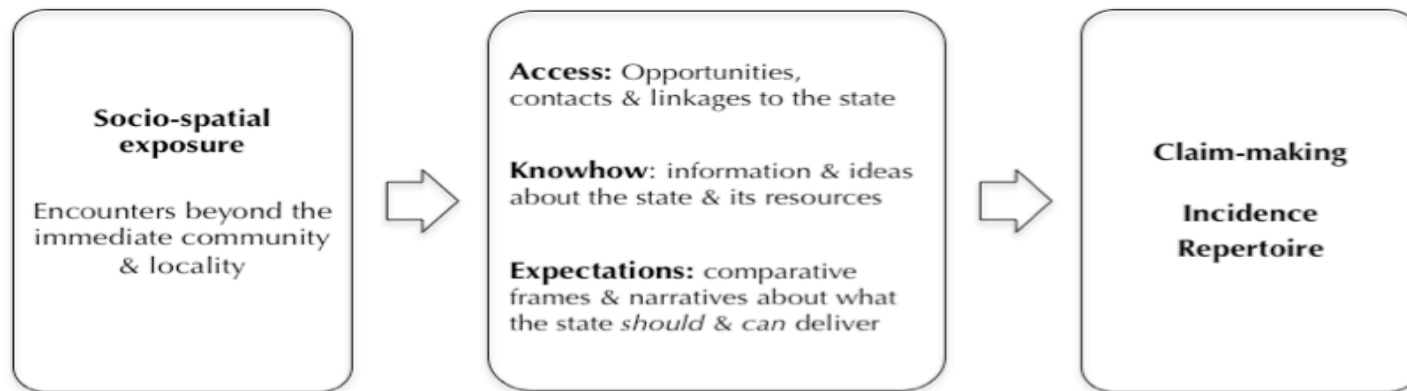 Socio-spatial
exposure
Encounters beyond the
immediate community
& locality
Access: Opportunities,
contacts & linkages to the state
Knowhow: information & ideas
about the state & its resources
Expectations: comparative
frames & narratives about what
the state should & can deliver
Claim-making
Incidence
Repertoire